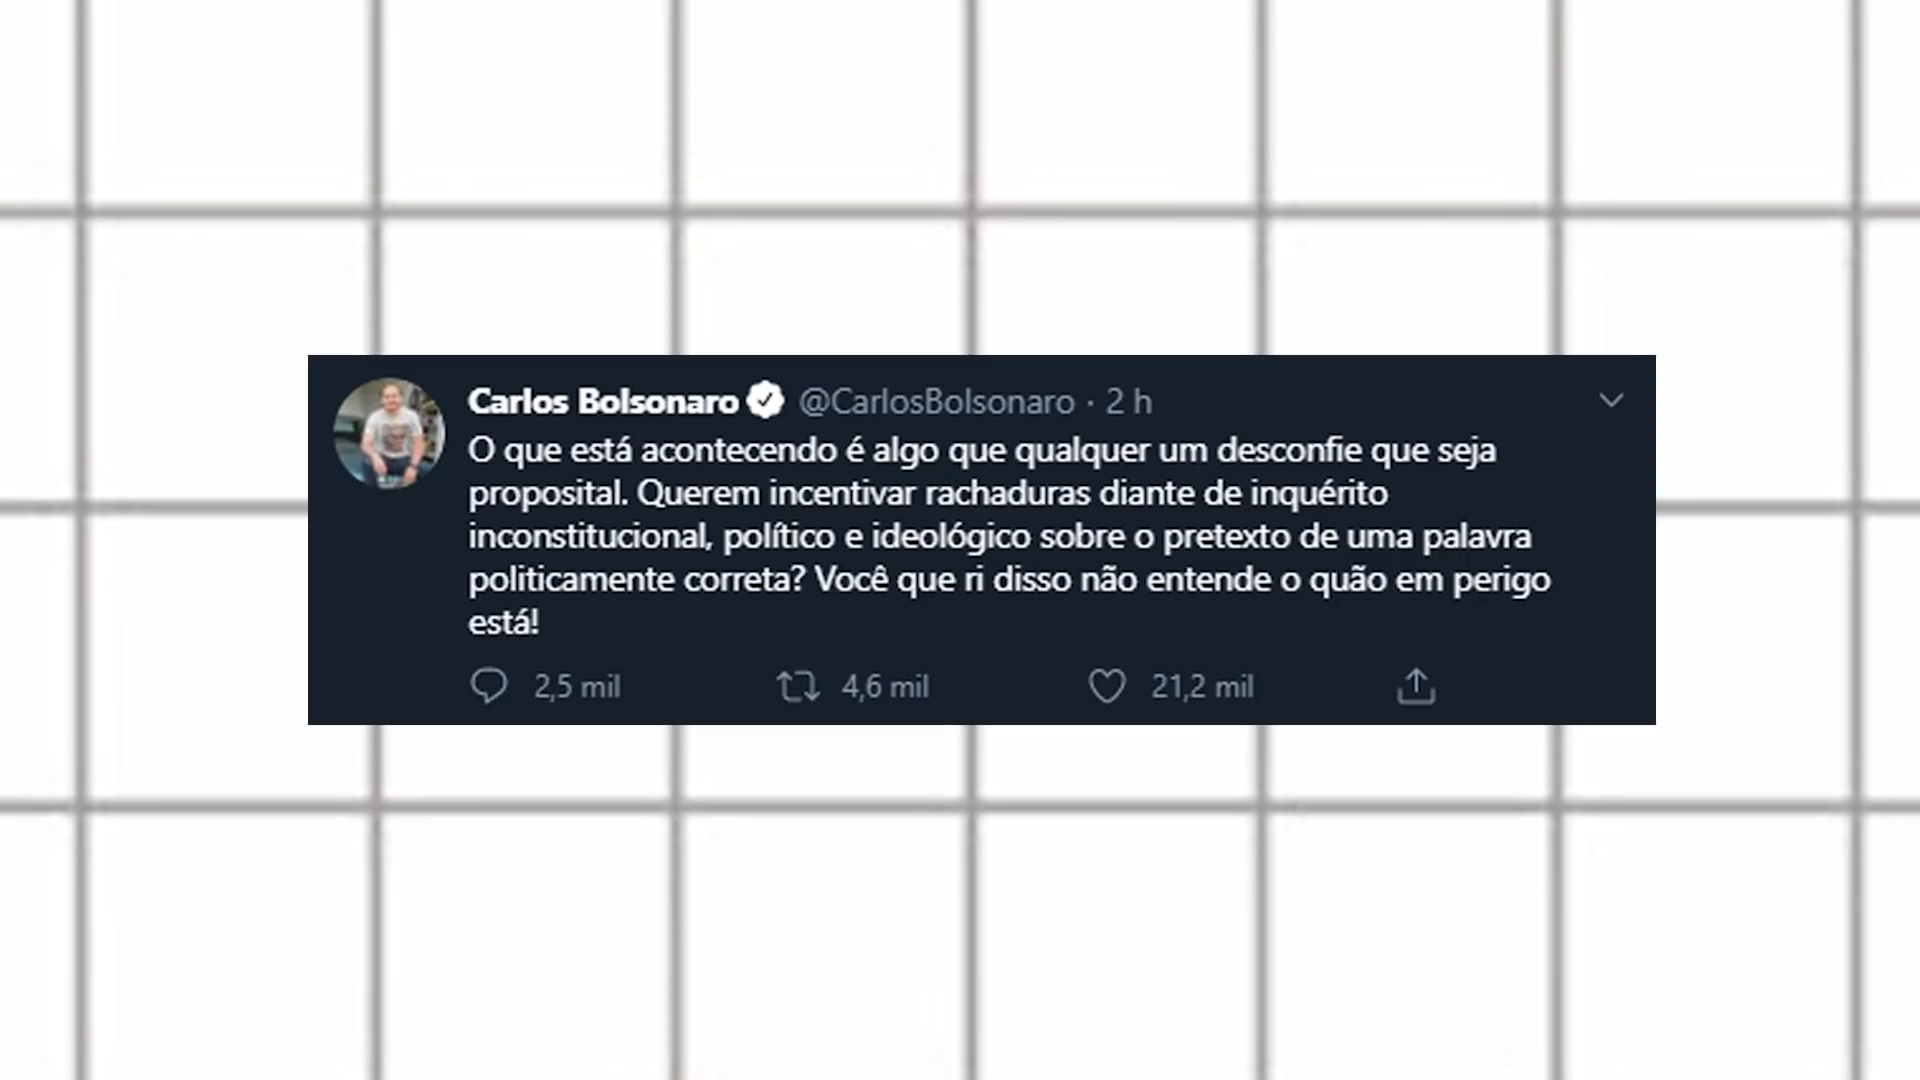 Carlos Bolsonaro @CarlosBolsonaro · 2 h
O que está acontecendo é algo que qualquer um desconfie que seja
proposital. Querem incentivar rachaduras diante de inquérito
inconstitucional, político e ideológico sobre o pretexto de uma palavra
politicamente correta? Você que ri disso não entende o quão em perigo
está!
2,5 mil 4,6 mil 21,2 mil